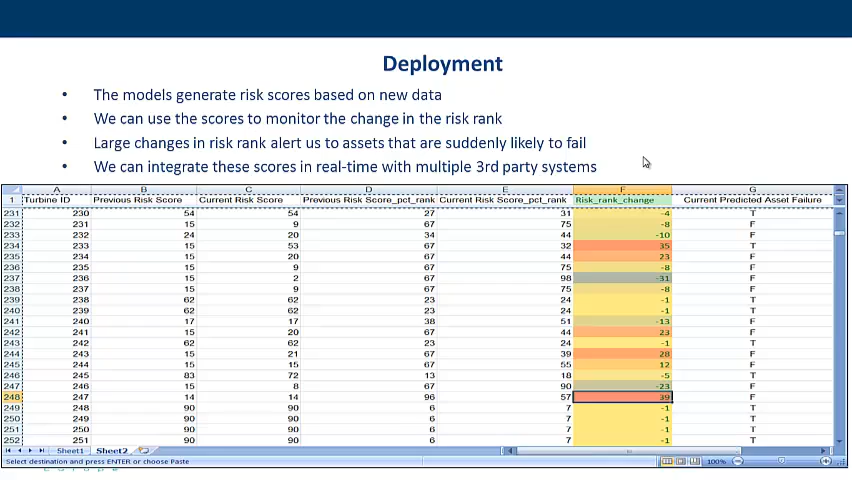 Deployment
• The models generate risk scores based on new data
• We can use the scores to monitor the change in the risk rank
• Large changes in risk rank alert us to assets that are suddenly likely to fail
• We can integrate these scores in real-time with multiple 3rd party systems
A B C D E F G
1 Turbine ID Previous Risk Score Current Risk Score Previous Risk Score_pct_rank Current Risk Score_pct_rank Risk_rank_change Current Predicted Asset Failure
231 230 54 54 27 31 -4 T
232 231 15 9 67 75 -8 F
233 232 24 20 34 44 -10 F
234 233 15 53 67 32 35 T
235 234 15 20 67 44 23 F
236 235 15 9 67 75 -8 F
237 236 15 2 67 98 -31 F
238 237 15 9 67 75 -8 F
239 238 62 62 23 24 -1 T
240 239 62 62 23 24 -1 T
241 240 17 17 38 51 -13 F
242 241 15 20 67 44 23 F
243 242 62 62 23 24 -1 T
244 243 15 21 67 39 28 F
245 244 15 15 67 55 12 F
246 245 83 72 13 18 -5 T
247 246 15 8 67 90 -23 F
248 247 14 14 96 57 39 F
249 248 90 90 6 7 -1 T
250 249 90 90 6 7 -1 T
251 250 90 90 6 7 -1 T
252 251 90 90 6 7 -1 T
Sheet1 Sheet2
Select destination and press ENTER or choose Paste 100%